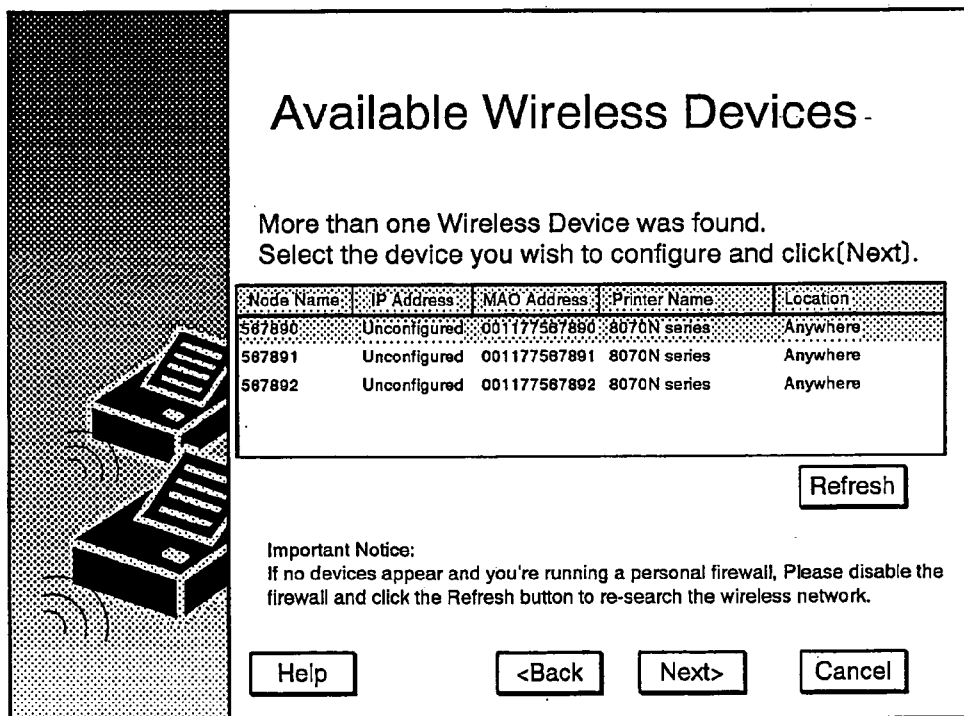 Available Wireless Devices
More than one Wireless Device was found.
Select the device you wish to configure and click(Next).
Node Name IP Address MAO Address Printer Name Location
567890 Unconfigured 001177567890 8070N series Anywhere
567891 Unconfigured 001177567891 8070N series Anywhere
567892 Unconfigured 001177567892 8070N series Anywhere
Refresh
Important Notice:
If no devices appear and you're running a personal firewall, Please disable the
firewall and click the Refresh button to re-search the wireless network.
Help <Back Next> Cancel